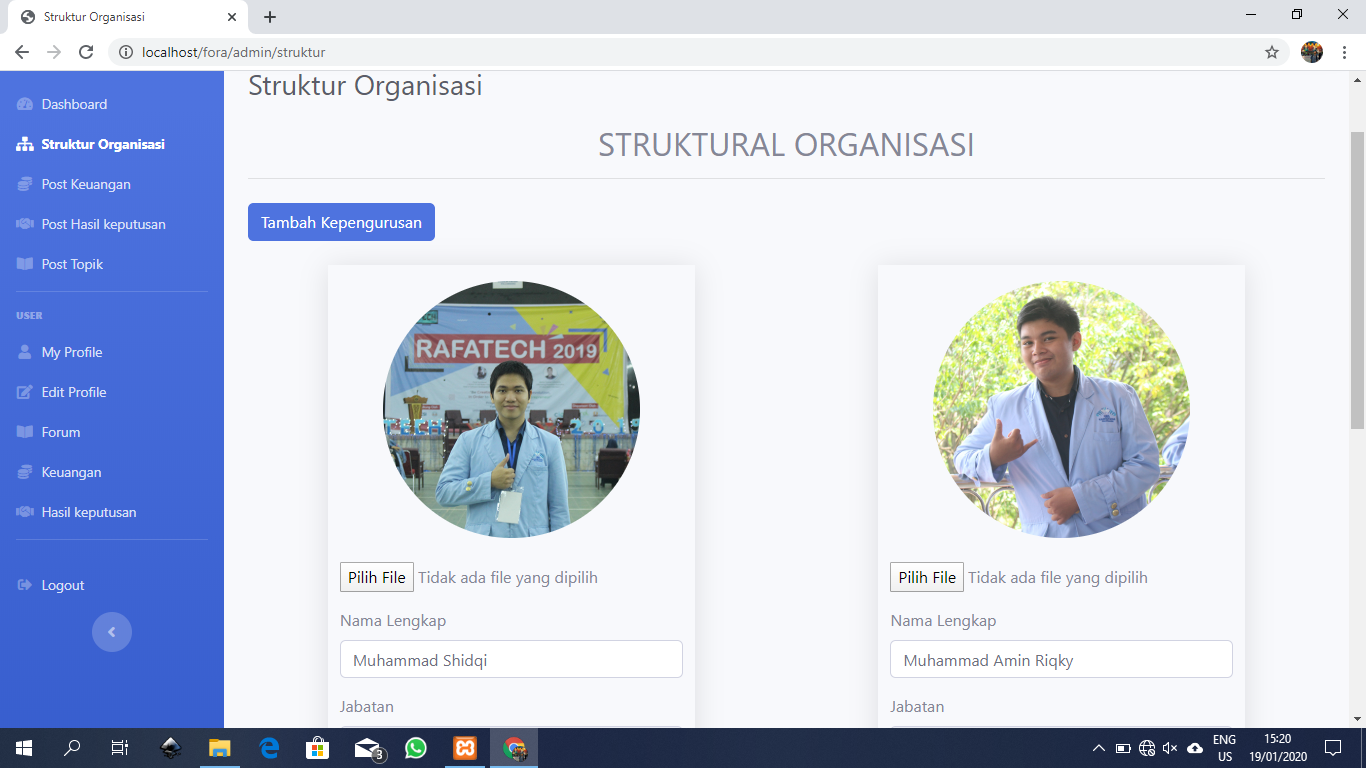 Struktur Organisasi
localhost/fora/admin/struktur
Dashboard
Struktur Organisasi
Post Keuangan
Post Hasil keputusan
Post Topik
USER
My Profile
Edit Profile
Forum
Keuangan
Hasil keputusan
Logout
Struktur Organisasi
STRUKTURAL ORGANISASI
Tambah Kepengurusan
RAFATECH 2019
Pilih File Tidak ada file yang dipilih
Nama Lengkap
Muhammad Shidqi
Jabatan
Pilih File Tidak ada file yang dipilih
Nama Lengkap
Muhammad Amin Riqky
Jabatan
3
ENG
US
15:20
19/01/2020